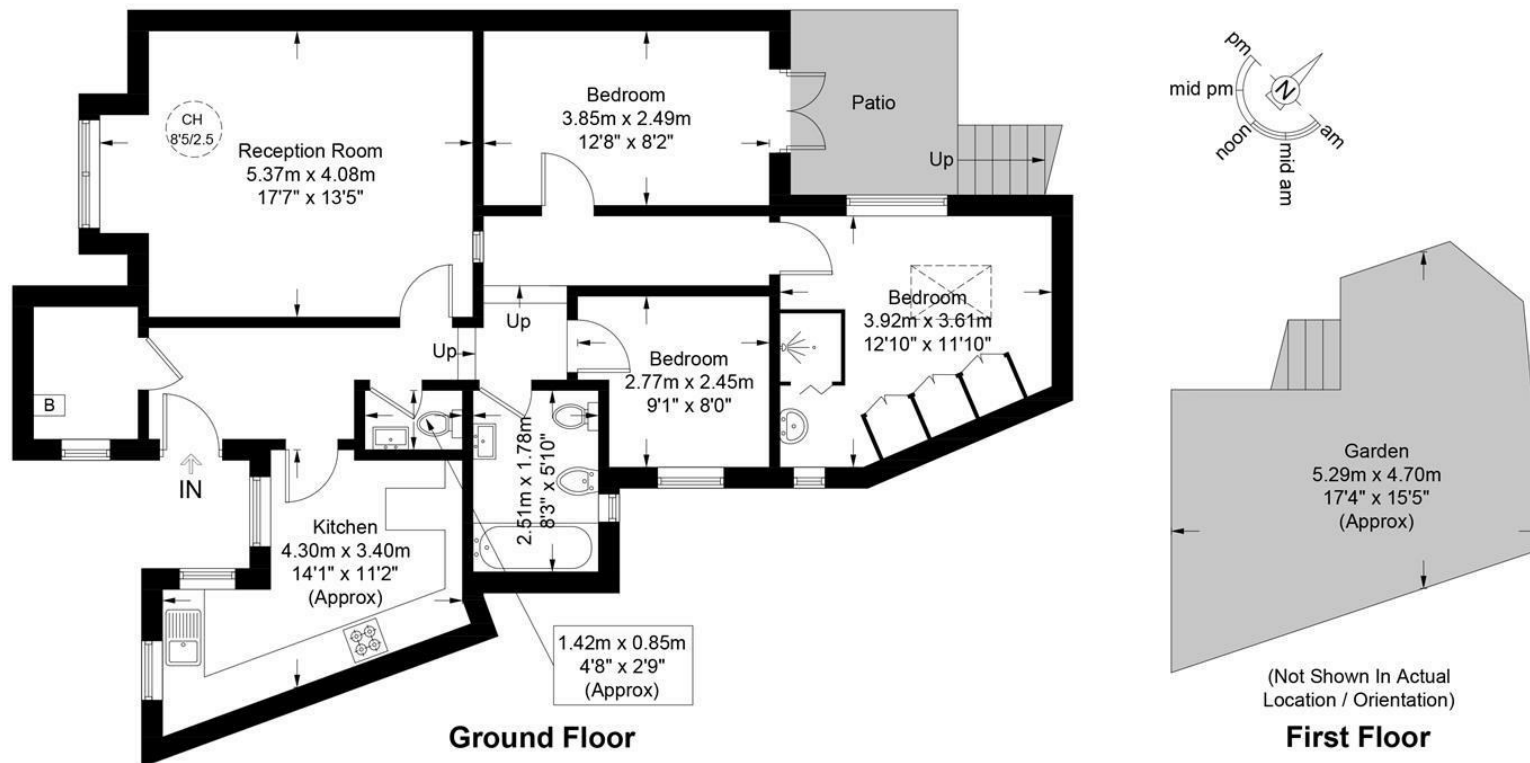 CH
8'5/2.5
Reception Room
5.37m x 4.08m
17'7" x 13'5"
Bedroom
3.85m x 2.49m
12'8" x 8'2"
Patio
Up
pm
mid pm
noon
mid am
am
N
Up
Up
Bedroom
2.77m x 2.45m
9'1" x 8'0"
Bedroom
3.92m x 3.61m
12'10" x 11'10"
B
IN
Kitchen
4.30m x 3.40m
14'1" x 11'2"
(Approx)
2.51m x 1.78m
8'3" x 5'10"
1.42m x 0.85m
4'8" x 2'9"
(Approx)
Ground Floor
Garden
5.29m x 4.70m
17'4" x 15'5"
(Approx)
(Not Shown In Actual
Location / Orientation)
First Floor